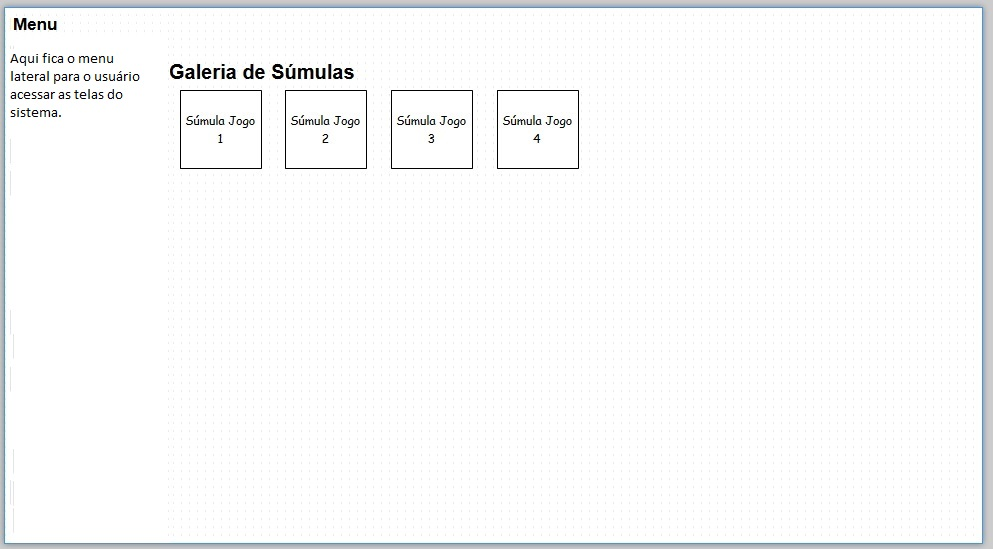 Menu
Aqui fica o menu
lateral para o usuário
acessar as telas do
sistema.
Galeria de Súmulas
Súmula Jogo
1
Súmula Jogo
2
Súmula Jogo
3
Súmula Jogo
4